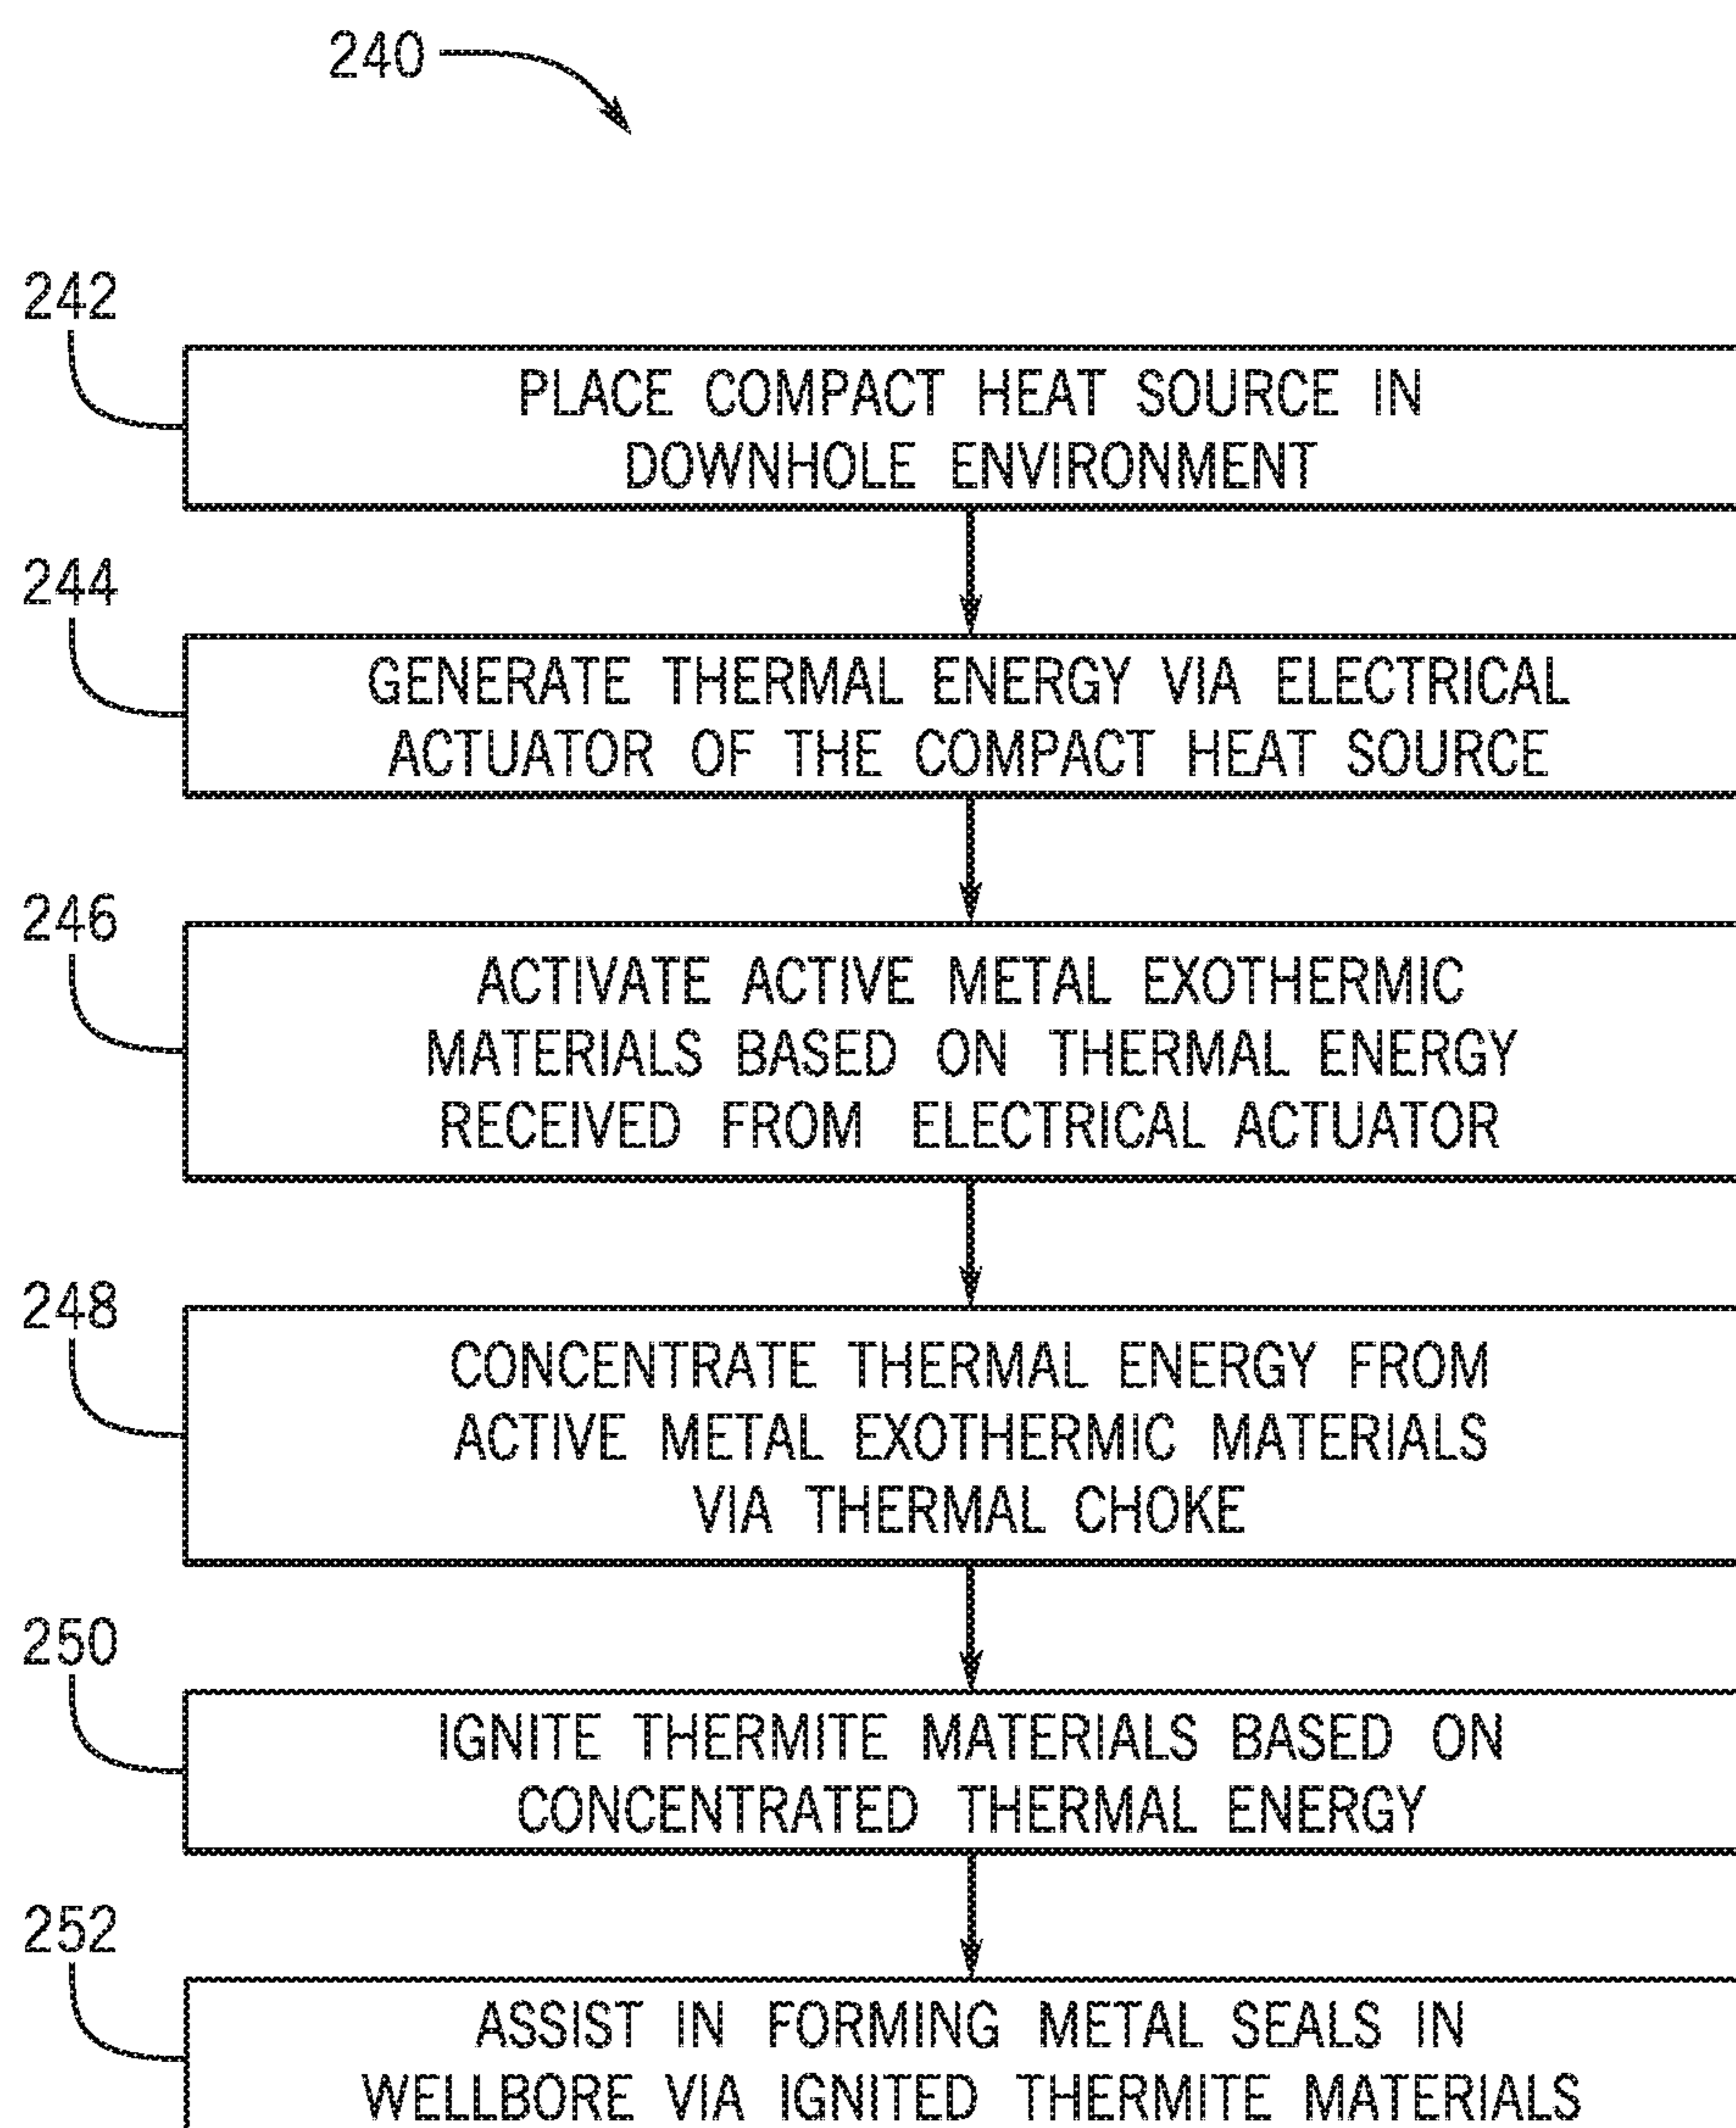 240
242
PLACE COMPACT HEAT SOURCE IN
DOWNHOLE ENVIRONMENT
244
GENERATE THERMAL ENERGY VIA ELECTRICAL
ACTUATOR OF THE COMPACT HEAT SOURCE
246
ACTIVATE ACTIVE METAL EXOTHERMIC
MATERIALS BASED ON THERMAL ENERGY
RECEIVED FROM ELECTRICAL ACTUATOR
248
CONCENTRATE THERMAL ENERGY FROM
ACTIVE METAL EXOTHERMIC MATERIALS
VIA THERMAL CHOKE
250
IGNITE THERMITE MATERIALS BASED ON
CONCENTRATED THERMAL ENERGY
252
ASSIST IN FORMING METAL SEALS IN
WELLBORE VIA IGNITED THERMITE MATERIALS